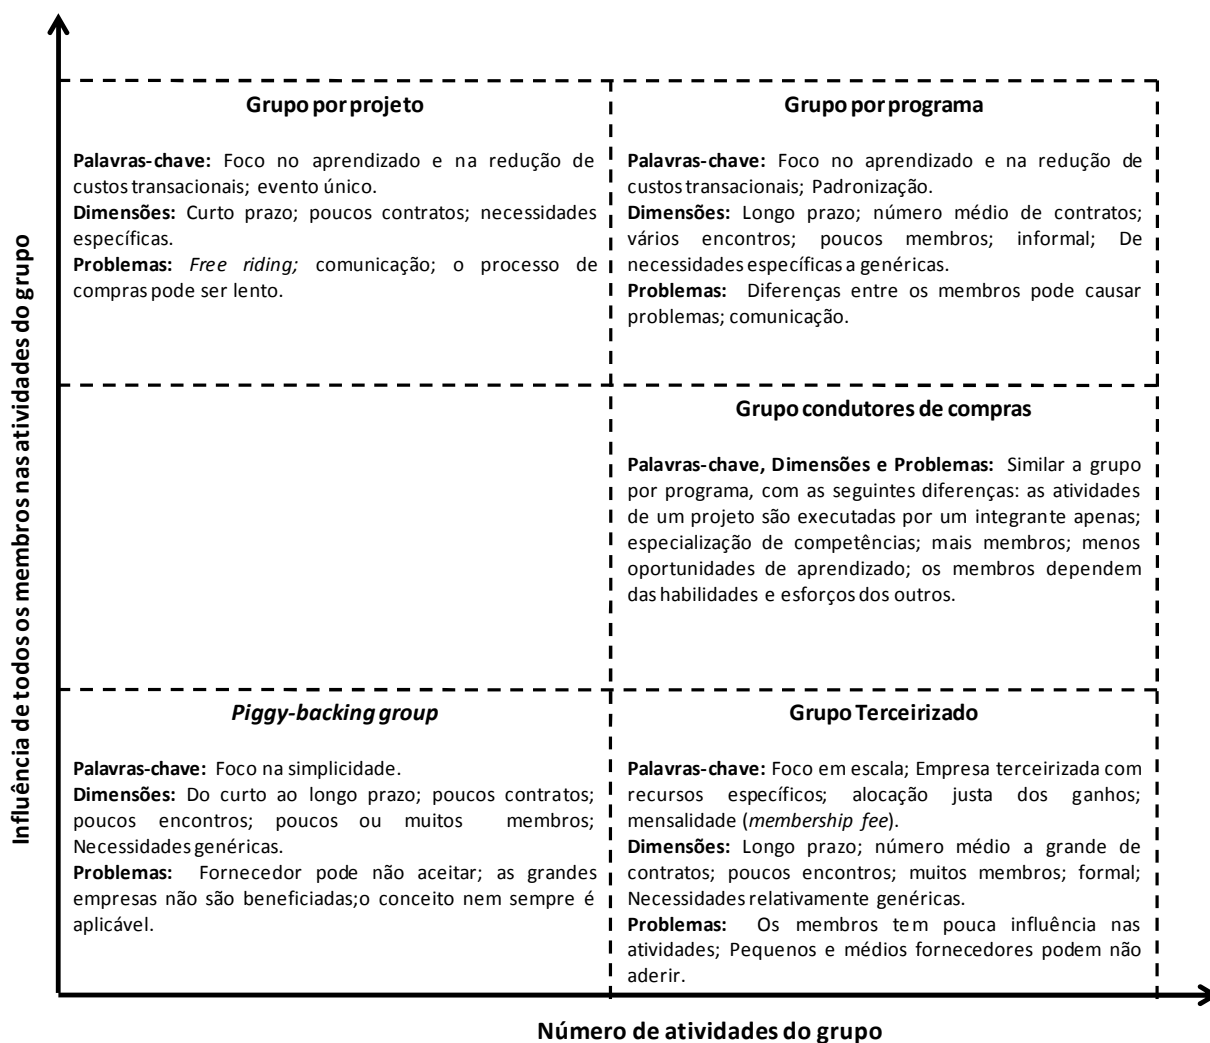 Influência de todos os membros nas atividades do grupo
Grupo por projeto
Palavras-chave: Foco no aprendizado e na redução de
custos transacionais; evento único.
Dimensões: Curto prazo; poucos contratos; necessidades
específicas.
Problemas: Free riding; comunicação; o processo de
compras pode ser lento.
Grupo por programa
Palavras-chave: Foco no aprendizado e na redução de
custos transacionais; Padronização.
Dimensões: Longo prazo; número médio de contratos;
vários encontros; poucos membros; informal; De
necessidades específicas a genéricas.
Problemas: Diferenças entre os membros pode causar
problemas; comunicação.
Grupo condutores de compras
Palavras-chave, Dimensões e Problemas: Similar a grupo
por programa, com as seguintes diferenças: as atividades
de um projeto são executadas por um integrante apenas;
especialização de competências; mais membros; menos
oportunidades de aprendizado; os membros dependem
das habilidades e esforços dos outros.
Piggy-backing group
Palavras-chave: Foco na simplicidade.
Dimensões: Do curto ao longo prazo; poucos contratos;
poucos encontros; poucos ou muitos membros;
Necessidades genéricas.
Problemas: Fornecedor pode não aceitar; as grandes
empresas não são beneficiadas;o conceito nem sempre é
aplicável.
Grupo Terceirizado
Palavras-chave: Foco em escala; Empresa terceirizada com
recursos específicos; alocação justa dos ganhos;
mensalidade (membership fee).
Dimensões: Longo prazo; número médio a grande de
contratos; poucos encontros; muitos membros; formal;
Necessidades relativamente genéricas.
Problemas: Os membros tem pouca influência nas
atividades; Pequenos e médios fornecedores podem não
aderir.
Número de atividades do grupo